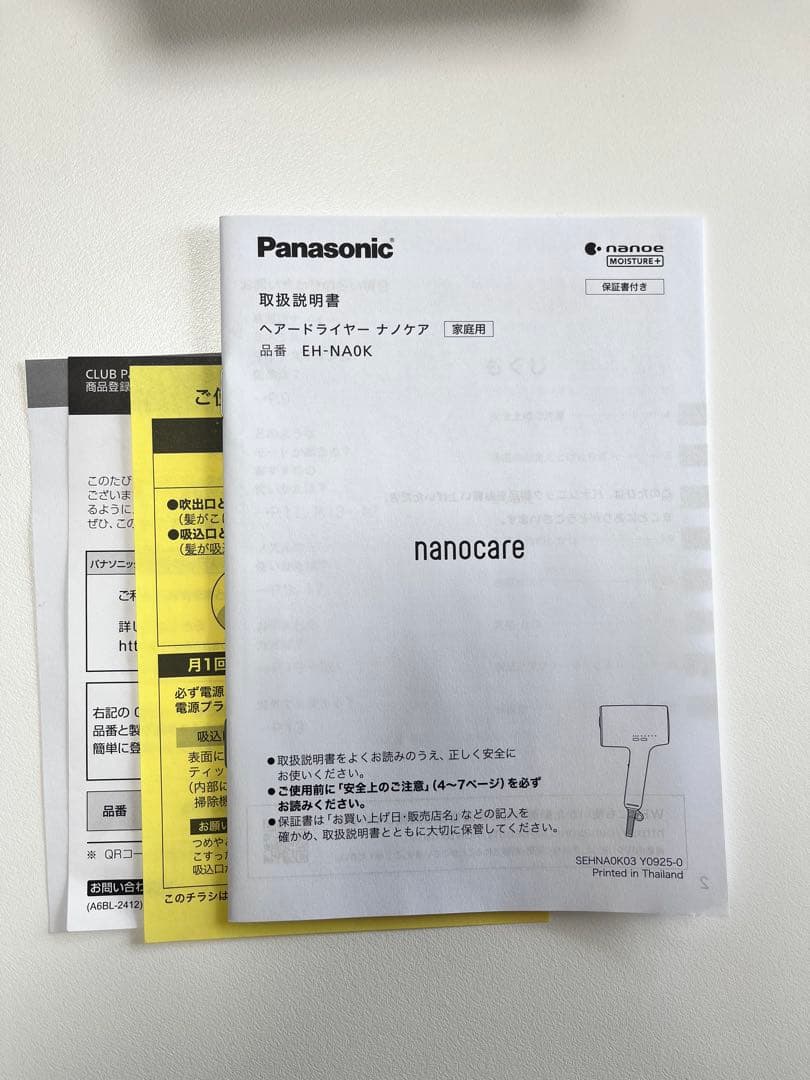 Panasonic
nanoe
MOISTURE+
保証書付き
取扱説明書
ヘアードライヤー ナノケア 家庭用
品番 EH-NA0K
nanocare
●取扱説明書をよくお読みのうえ、正しく安全に
お使いください。
●ご使用前に「安全上のご注意」(4〜7ページ)を必ず
お読みください。
●保証書は「お買い上げ日・販売店名」などの記入を
確かめ、取扱説明書とともに大切に保管してください。
SEHNA0K03 Y0925-0
Printed in Thailand
ご使
●吹出口と
(髪がこ
●吸込口と
(髪が吸
月1回
必ず電源
電源プラ
吸込
表面に
ティッ
(内部に
掃除機
お願い
つめや
こすっ
吸込口
このチラシは
CLUB P
商品登録
このたび
ございま
るように、
ぜひ、この
パナソニック
ご利
詳し
htt
右記の
品番と製
簡単に登
品番
※ QRコー
お問い合わ
(A6BL-2412)